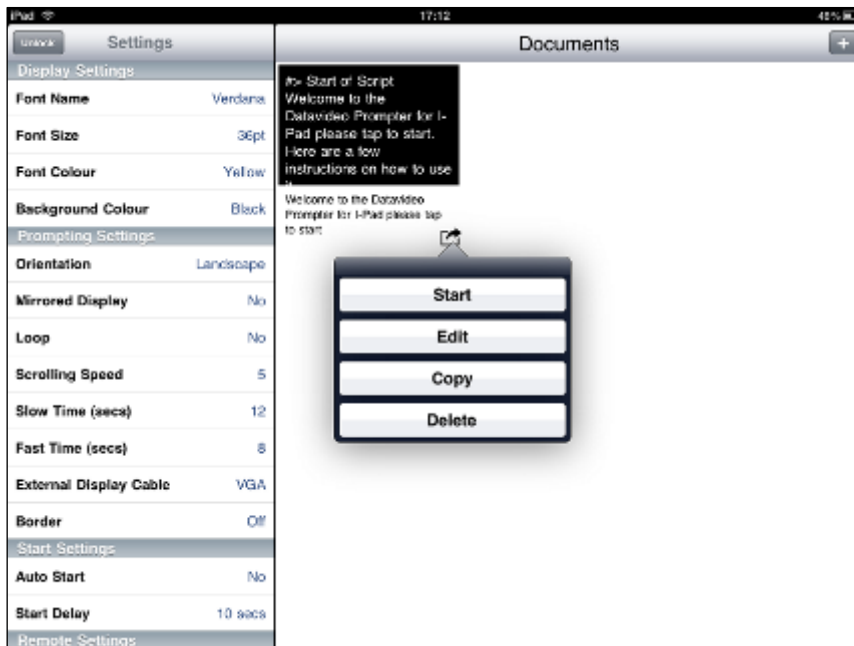 iPad 17:12 48%
Unlock Settings
Display Settings
Font Name Verdana
Font Size 36pt
Font Colour Yellow
Background Colour Black
Prompting Settings
Orientation Landscape
Mirrored Display No
Loop No
Scrolling Speed 5
Slow Time (secs) 12
Fast Time (secs) 8
External Display Cable VGA
Border Off
Start Settings
Auto Start No
Start Delay 10 secs
Remote Settings
Documents +
Start of Script
Welcome to the
Datavideo Prompter for I-
Pad please tap to start.
Here are a few
instructions on how to use
Welcome to the Datavideo
Prompter for I-Pad please tap
to start
Start
Edit
Copy
Delete